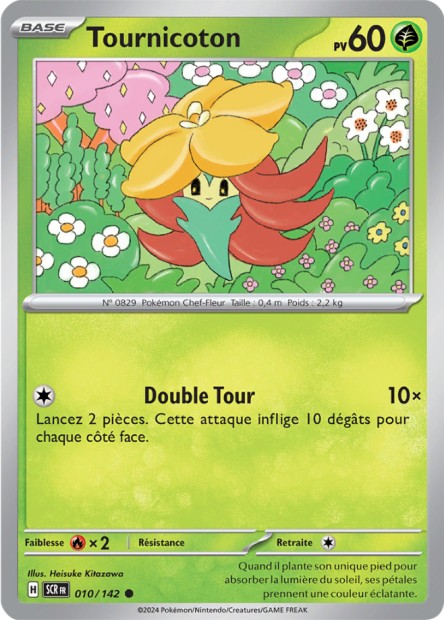 BASE
Tournicoton
PV 60
N° 0829 Pokémon Chef-Fleur Taille : 0,4 m Poids : 2,2 kg
Double Tour 10×
Lancez 2 pièces. Cette attaque inflige 10 dégâts pour
chaque côté face.
Faiblesse ×2 Résistance Retraite
Illus. Heisuke Kitazawa
H SCR FR 010/142
Quand il plante son unique pied pour
absorber la lumière du soleil, ses pétales
prennent une couleur éclatante.
©2024 Pokémon/Nintendo/Creatures/GAME FREAK